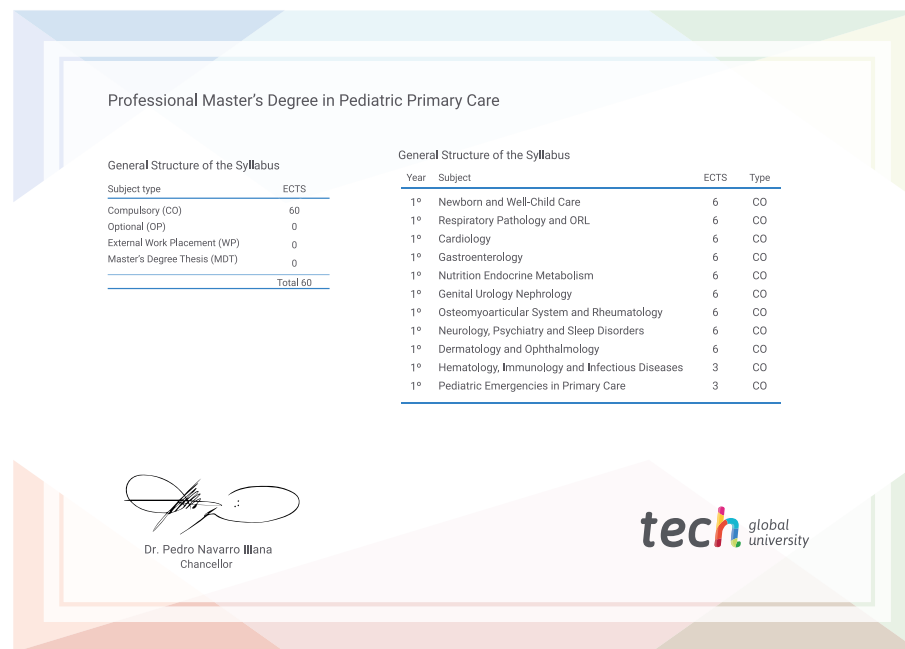 Professional Master's Degree in Pediatric Primary Care
General Structure of the Syllabus
Subject type ECTS
Compulsory (CO) 60
Optional (OP) 0
External Work Placement (WP) 0
Master's Degree Thesis (MDT) 0
Total 60
General Structure of the Syllabus
Year Subject ECTS Type
1º Newborn and Well-Child Care 6 CO
1º Respiratory Pathology and ORL 6 CO
1º Cardiology 6 CO
1º Gastroenterology 6 CO
1º Nutrition Endocrine Metabolism 6 CO
1º Genital Urology Nephrology 6 CO
1º Osteomyoarticular System and Rheumatology 6 CO
1º Neurology, Psychiatry and Sleep Disorders 6 CO
1º Dermatology and Ophthalmology 6 CO
1º Hematology, Immunology and Infectious Diseases 3 CO
1º Pediatric Emergencies in Primary Care 3 CO
Dr. Pedro Navarro Illana
Chancellor
tech global
university